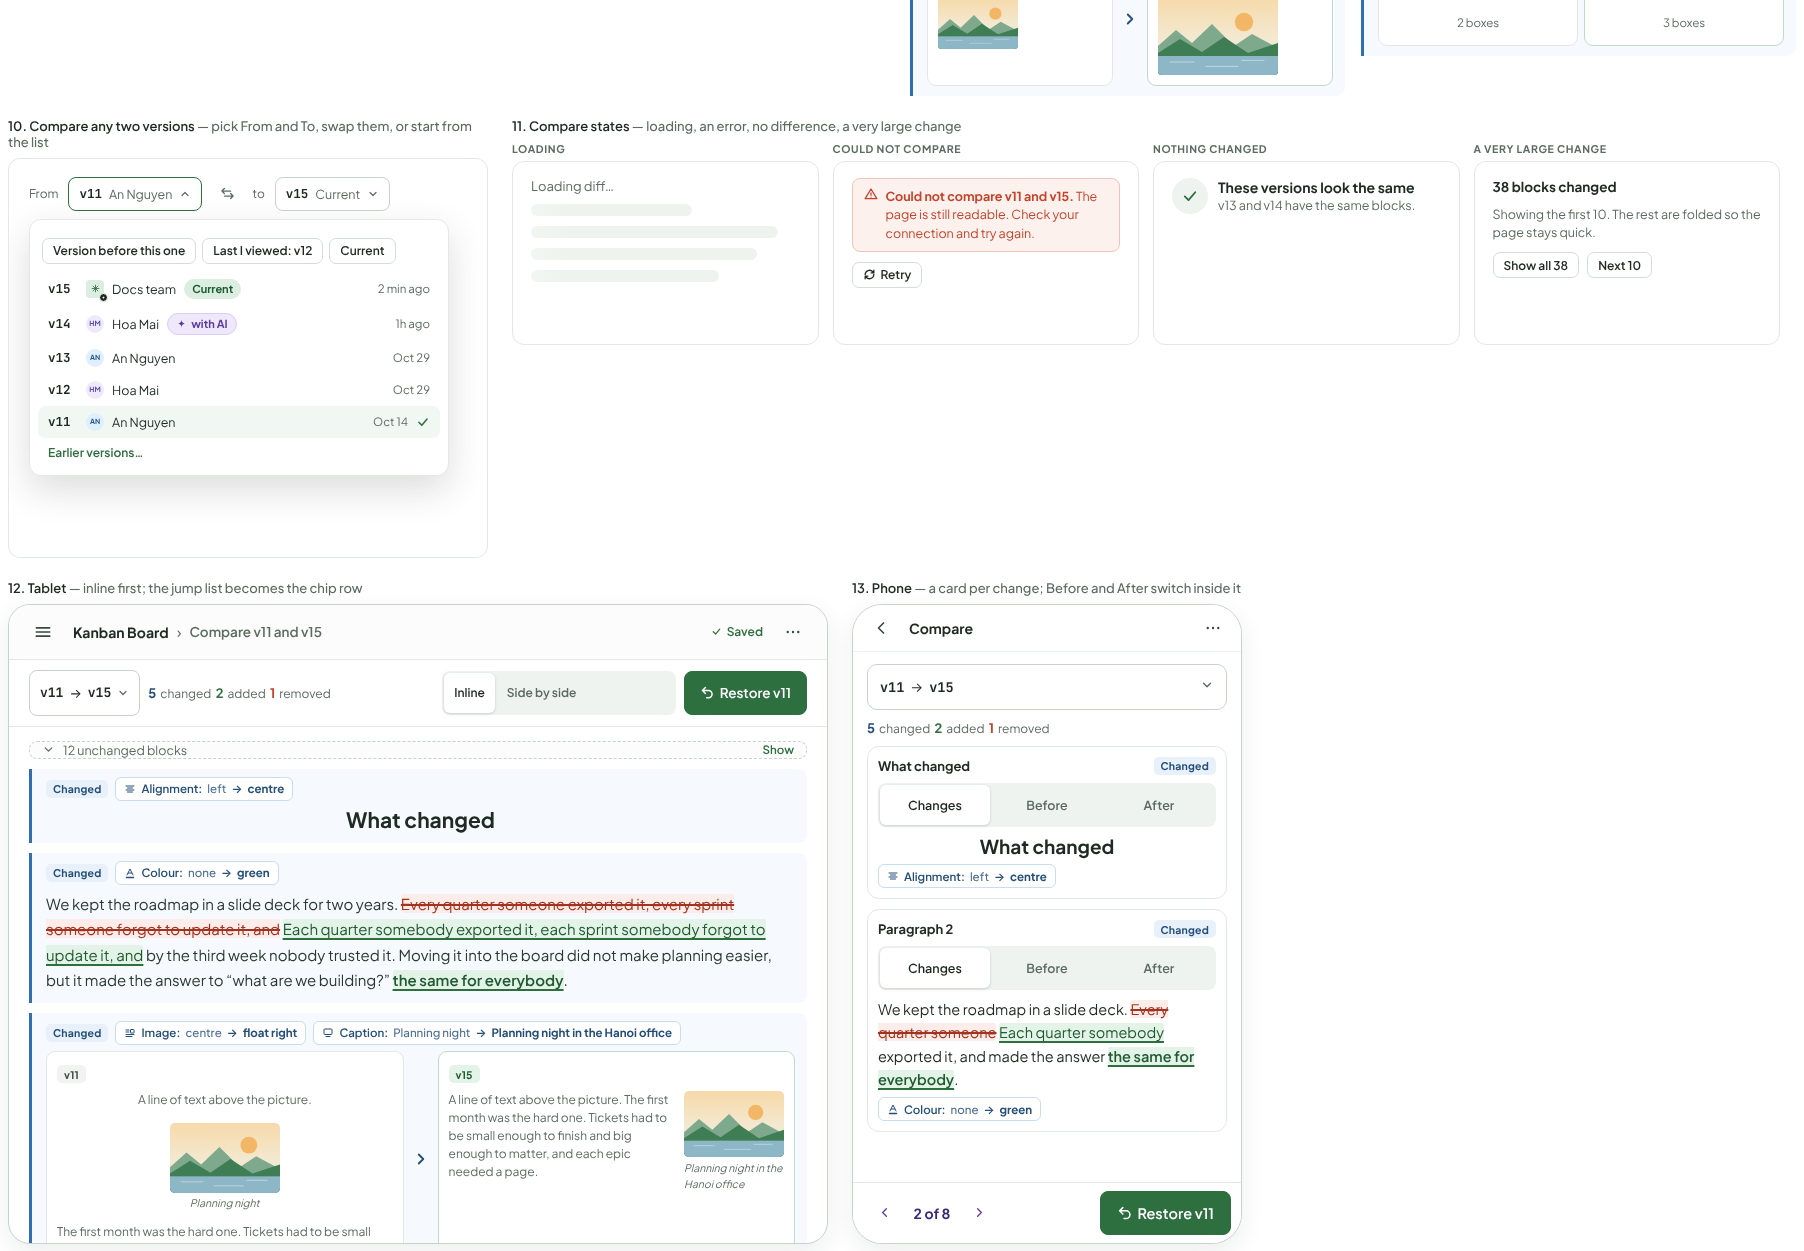 2 boxes
3 boxes
10. Compare any two versions — pick From and To, swap them, or start from
the list
From
v11 An Nguyen
to
v15 Current
Version before this one
Last I viewed: v12
Current
v15 Docs team Current 2 min ago
v14 HM Hoa Mai with AI 1h ago
v13 AN An Nguyen Oct 29
v12 HM Hoa Mai Oct 29
v11 AN An Nguyen Oct 14
Earlier versions…
11. Compare states — loading, an error, no difference, a very large change
LOADING
Loading diff…
COULD NOT COMPARE
Could not compare v11 and v15. The
page is still readable. Check your
connection and try again.
Retry
NOTHING CHANGED
These versions look the same
v13 and v14 have the same blocks.
A VERY LARGE CHANGE
38 blocks changed
Showing the first 10. The rest are folded so the
page stays quick.
Show all 38
Next 10
12. Tablet — inline first; the jump list becomes the chip row
Kanban Board › Compare v11 and v15
Saved
v11 → v15
5 changed 2 added 1 removed
Inline
Side by side
Restore v11
12 unchanged blocks
Show
Changed
Alignment: left → centre
What changed
Changed
Colour: none → green
We kept the roadmap in a slide deck for two years. Every quarter someone exported it, every sprint
someone forgot to update it, and Each quarter somebody exported it, each sprint somebody forgot to
update it, and by the third week nobody trusted it. Moving it into the board did not make planning easier,
but it made the answer to “what are we building?” the same for everybody.
Changed
Image: centre → float right
Caption: Planning night → Planning night in the Hanoi office
v11
A line of text above the picture.
Planning night
The first month was the hard one. Tickets had to be small
v15
A line of text above the picture. The first
month was the hard one. Tickets had to
be small enough to finish and big
enough to matter, and each epic
needed a page.
Planning night in the
Hanoi office
13. Phone — a card per change; Before and After switch inside it
Compare
v11 → v15
5 changed 2 added 1 removed
What changed
Changed
Changes
Before
After
What changed
Alignment: left → centre
Paragraph 2
Changed
Changes
Before
After
We kept the roadmap in a slide deck. Every
quarter someone Each quarter somebody
exported it, and made the answer the same for
everybody.
Colour: none → green
2 of 8
Restore v11